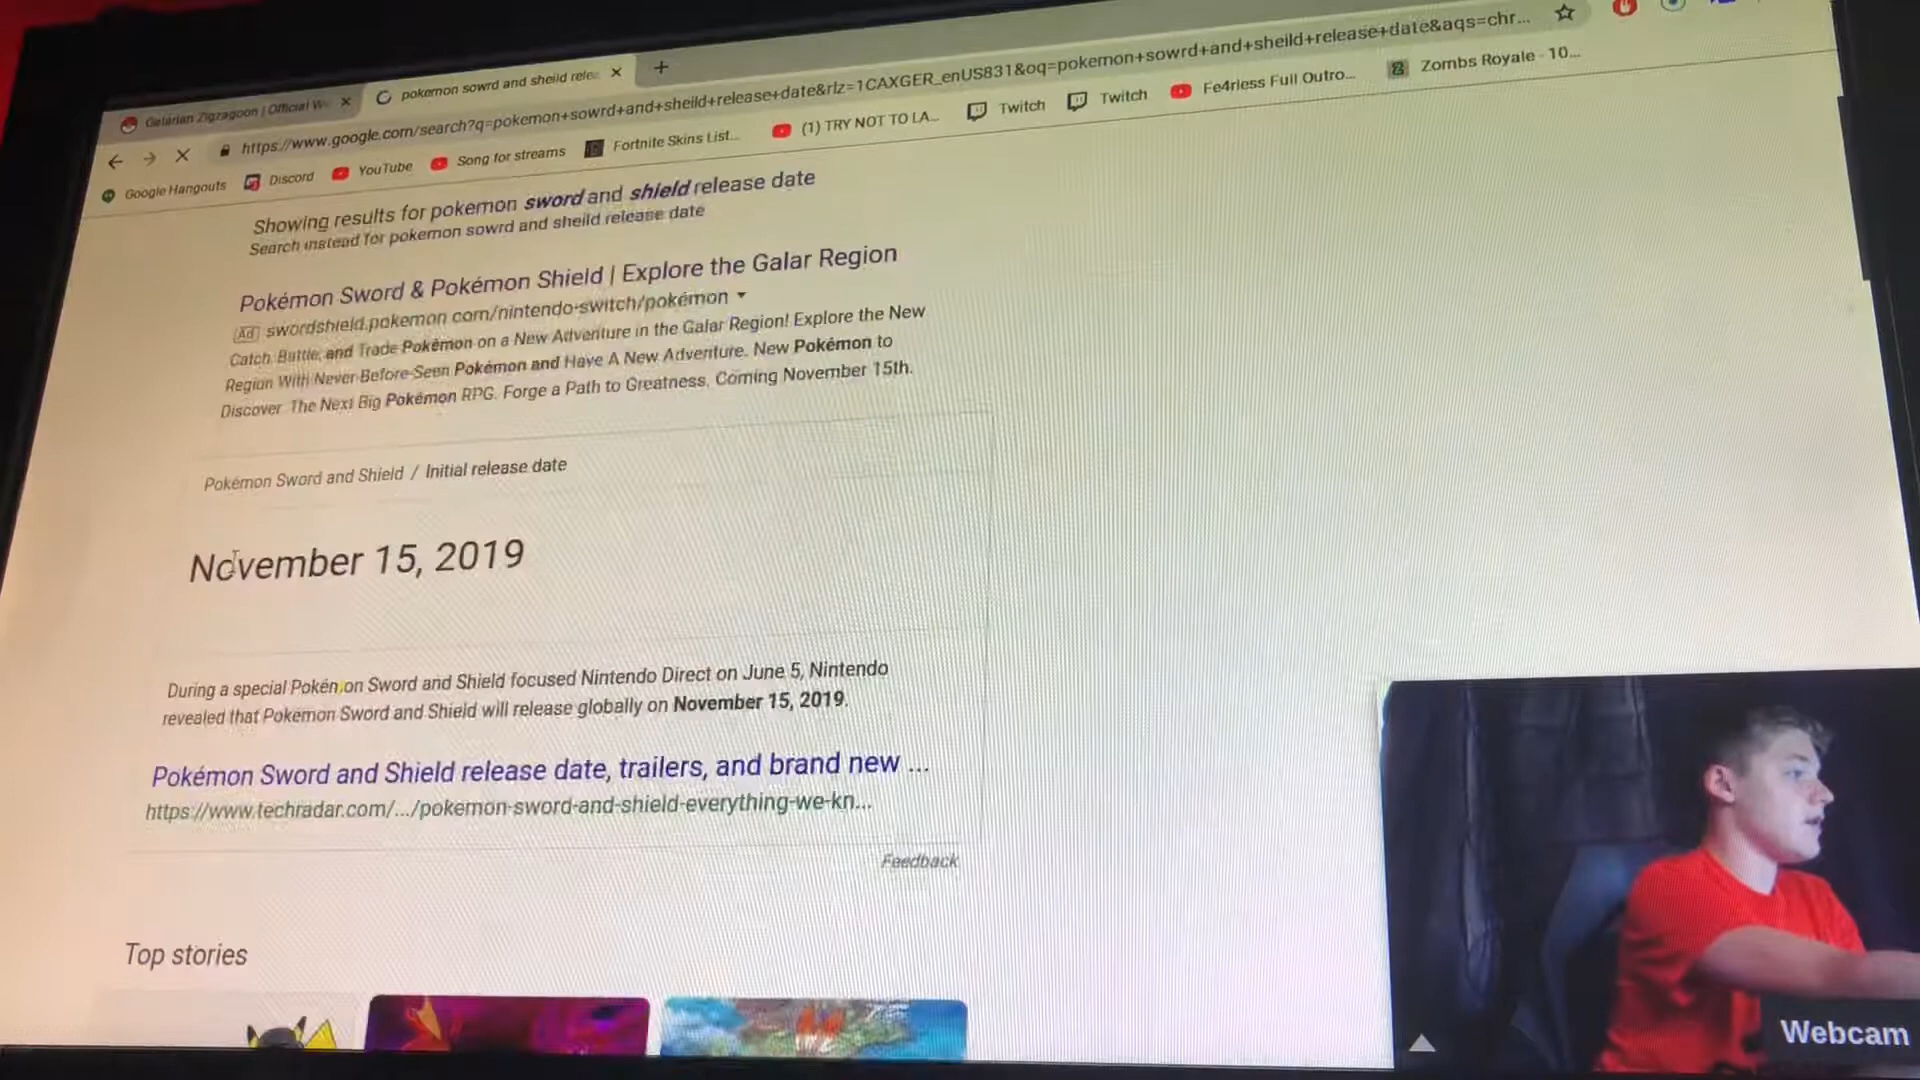 Galarian Zigzagoon | Official W
pokemon sowrd and sheild rele
https://www.google.com/search?q=pokemon+sowrd+and+sheild+release+date&rlz=1CAXGER_enUS831&oq=pokemon+sowrd+and+sheild+release+date&aqs=chr...
Google Hangouts
Discord
YouTube
Song for streams
Fortnite Skins List...
(1) TRY NOT TO LA...
Twitch
Twitch
Fe4rless Full Outro...
Zombs Royale - 10...
Showing results for pokemon sword and shield release date
Search instead for pokemon sowrd and sheild release date
Pokémon Sword & Pokémon Shield | Explore the Galar Region
Ad swordshield.pokemon.com/nintendo-switch/pokémon
Catch, Battle, and Trade Pokémon on a New Adventure in the Galar Region! Explore the New
Region With Never-Before-Seen Pokémon and Have A New Adventure. New Pokémon to
Discover. The Next Big Pokémon RPG. Forge a Path to Greatness. Coming November 15th.
Pokémon Sword and Shield / Initial release date
November 15, 2019
During a special Pokémon Sword and Shield focused Nintendo Direct on June 5, Nintendo
revealed that Pokémon Sword and Shield will release globally on November 15, 2019.
Pokémon Sword and Shield release date, trailers, and brand new ...
https://www.techradar.com/.../pokemon-sword-and-shield-everything-we-kn...
Feedback
Top stories
Webcam